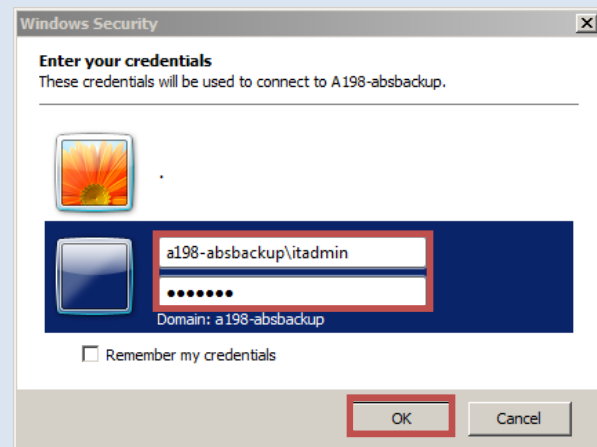 Windows Security
Enter your credentials
These credentials will be used to connect to A198-absbackup.
.
a198-absbackup\itadmin
•••••••
Domain: a198-absbackup
Remember my credentials
OK
Cancel